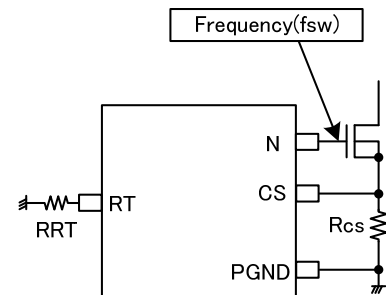 Frequency(fsw)
N
CS
RT
RRT
Rcs
PGND